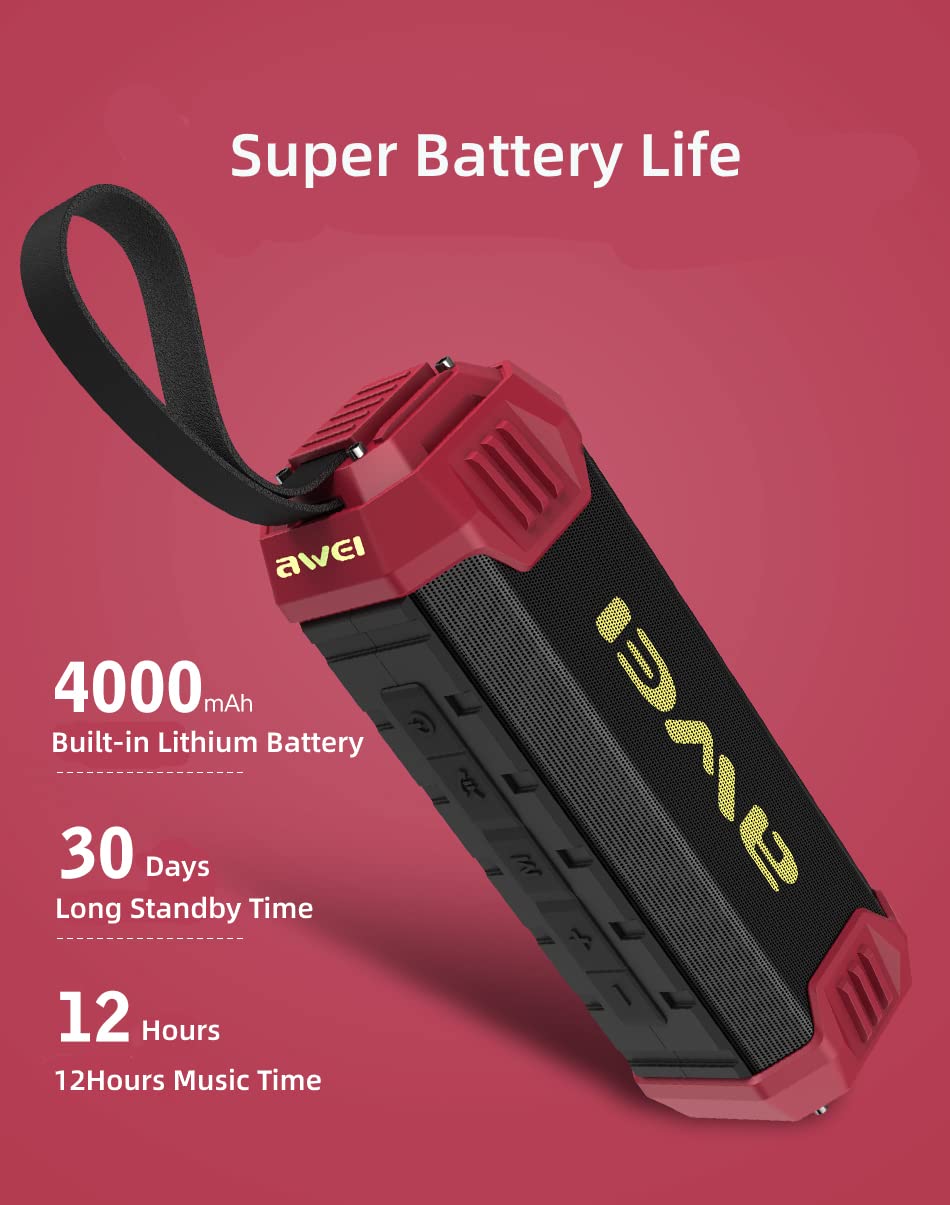 Super Battery Life
awei
awei
4000mAh
Built-in Lithium Battery
30 Days
Long Standby Time
12 Hours
12Hours Music Time
M
+
-